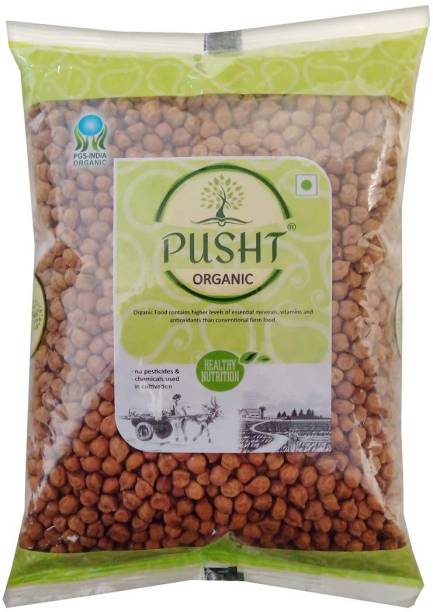 PGS-INDIA
ORGANIC
PUSHT®
ORGANIC
Organic Food contains higher levels of essential minerals, vitamins and
antioxidants than conventional farm food.
HEALTHY
NUTRITION
- no pesticides &
- chemicals used
in cultivation